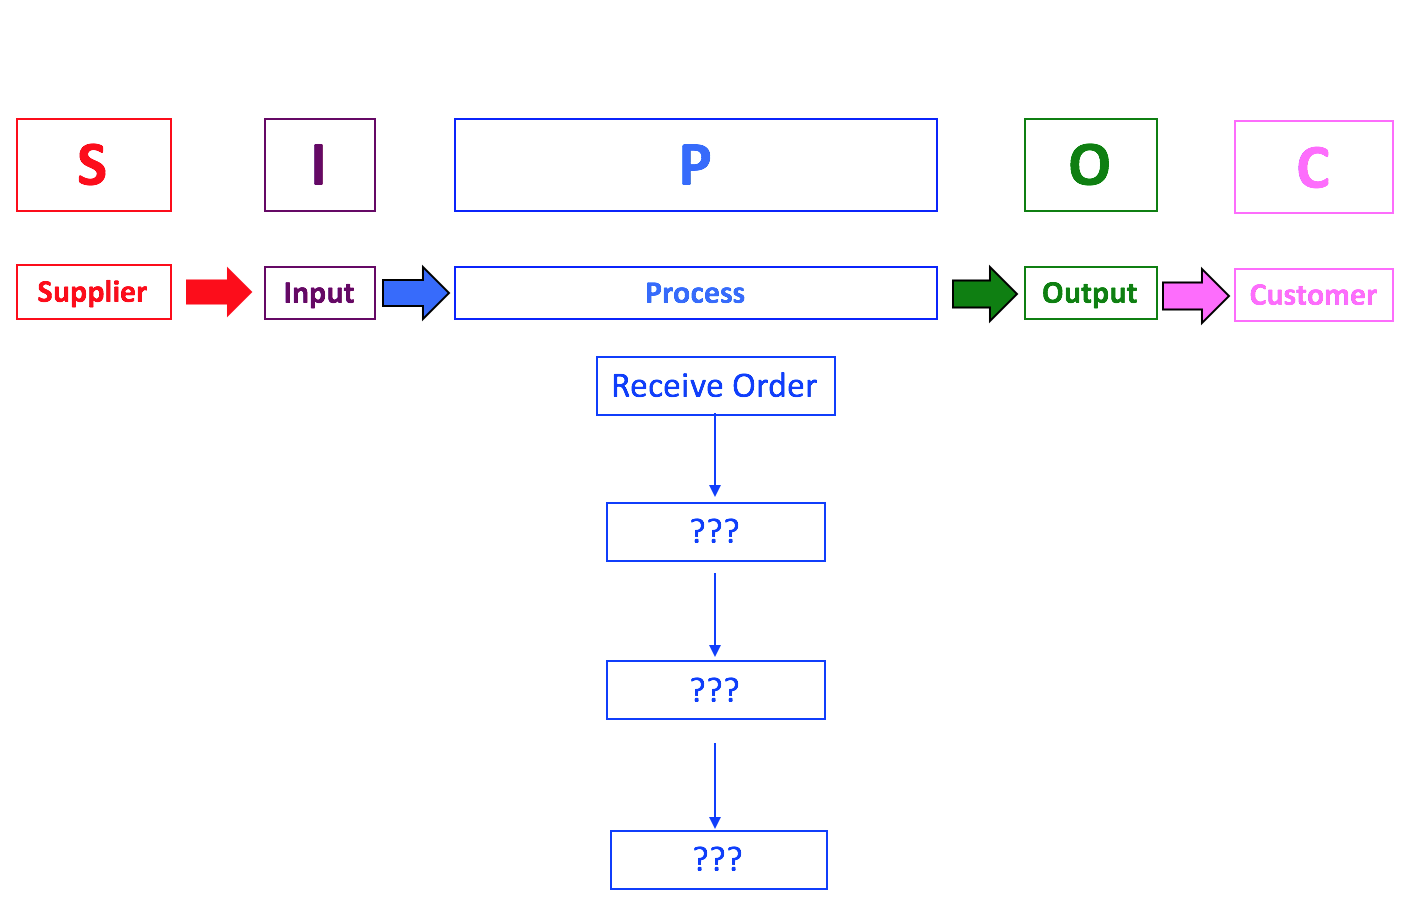 S
I
P
O
C
Supplier
Input
Process
Output
Customer
Receive Order
???
???
???